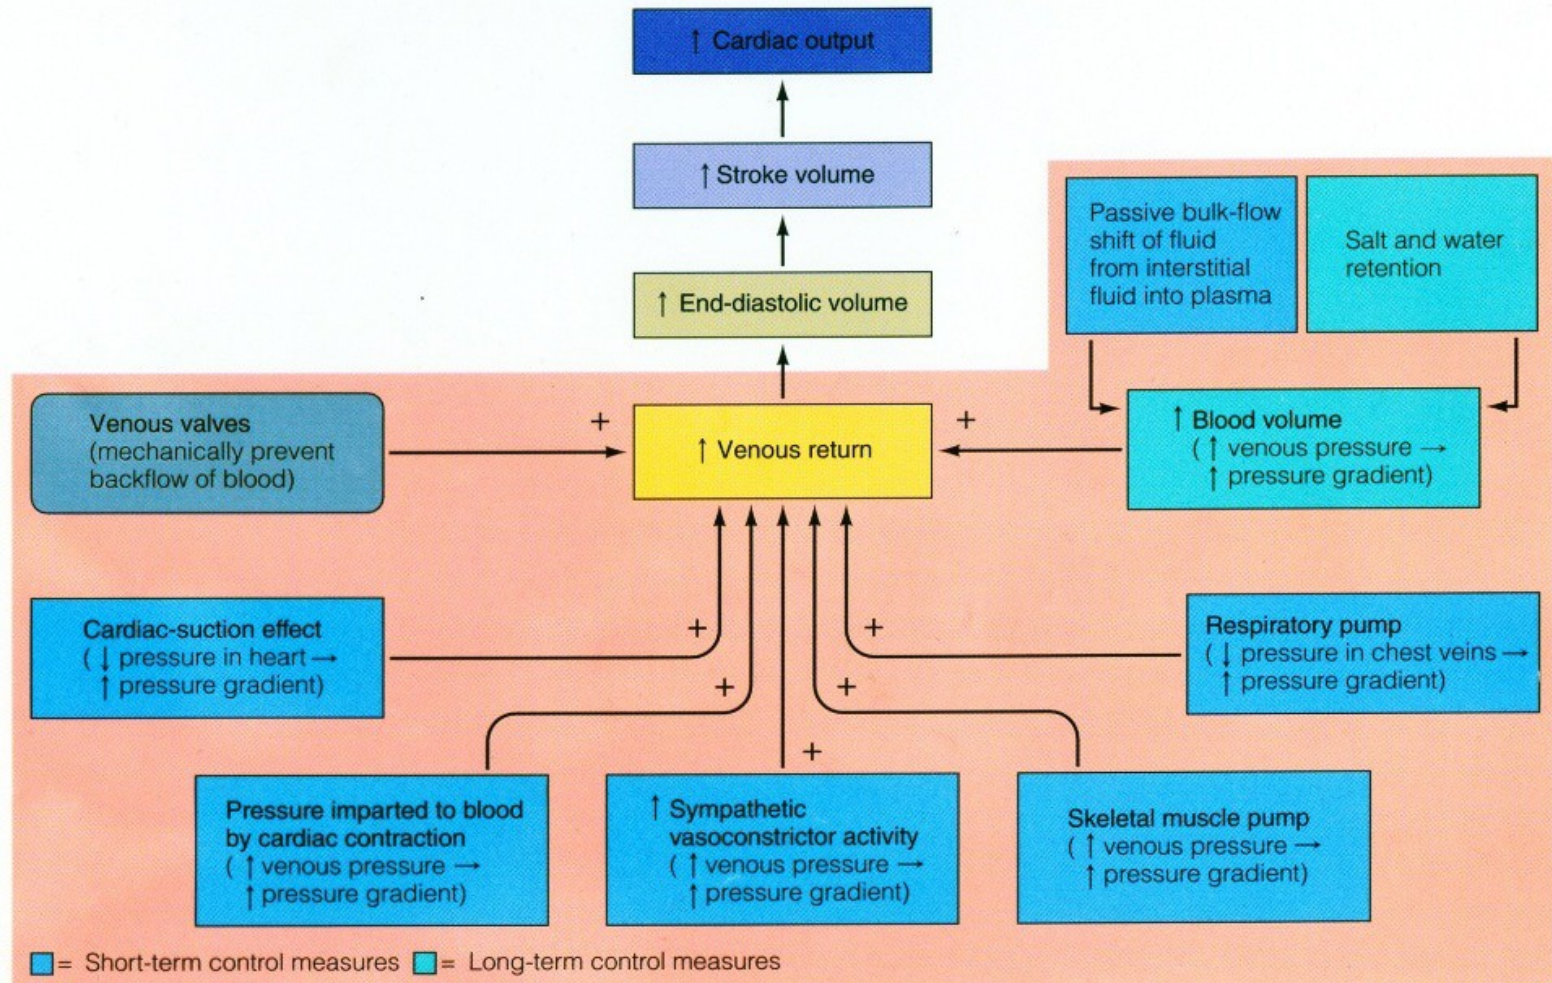 ↑ Cardiac output
↑ Stroke volume
↑ End-diastolic volume
Passive bulk-flow
shift of fluid
from interstitial
fluid into plasma
Salt and water
retention
Venous valves
(mechanically prevent
backflow of blood)
+
↑ Venous return
+
↑ Blood volume
( ↑ venous pressure →
↑ pressure gradient)
Cardiac-suction effect
( ↓ pressure in heart →
↑ pressure gradient)
+
+
Respiratory pump
( ↓ pressure in chest veins →
↑ pressure gradient)
+
+
+
Pressure imparted to blood
by cardiac contraction
( ↑ venous pressure →
↑ pressure gradient)
↑ Sympathetic
vasoconstrictor activity
( ↑ venous pressure →
↑ pressure gradient)
Skeletal muscle pump
( ↑ venous pressure →
↑ pressure gradient)
= Short-term control measures
= Long-term control measures